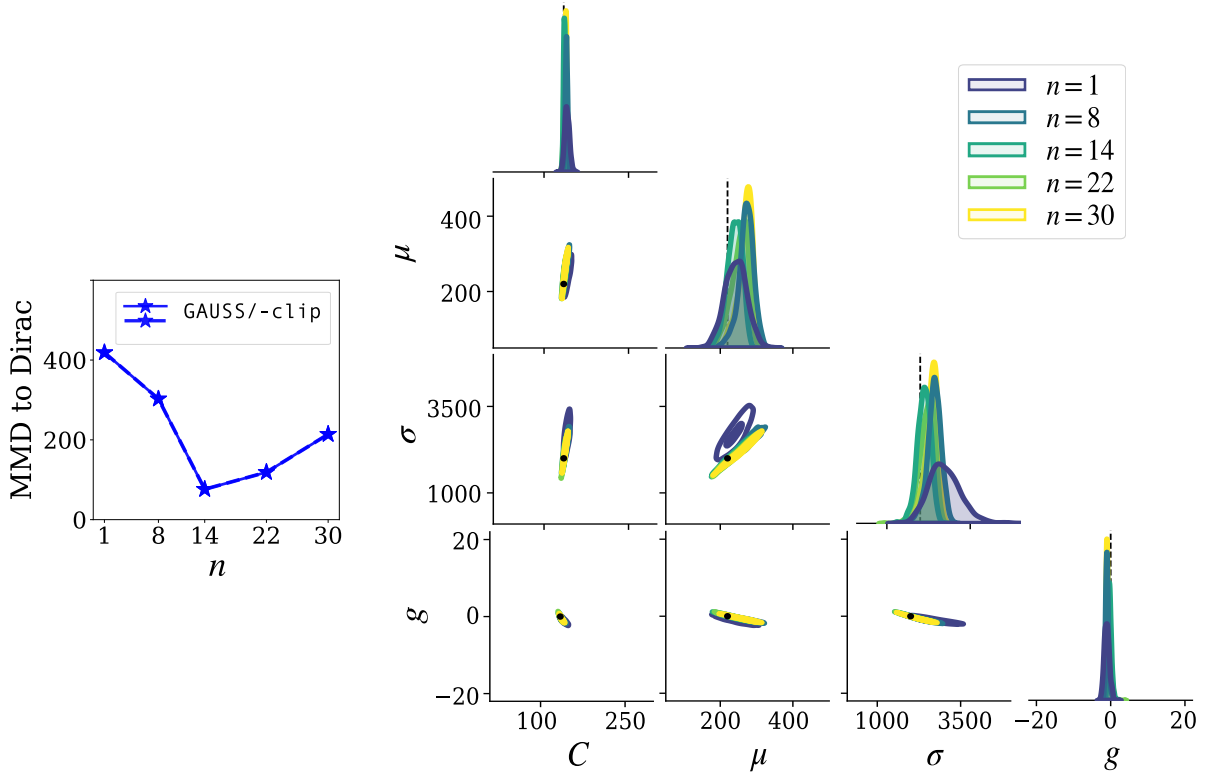 MMD to Dirac
400
200
0
GAUSS/-clip
1 8 14 22 30
n
n = 1
n = 8
n = 14
n = 22
n = 30
μ
400
200
σ
3500
1000
g
20
0
−20
100 250
C
200 400
μ
1000 3500
σ
−20 0 20
g